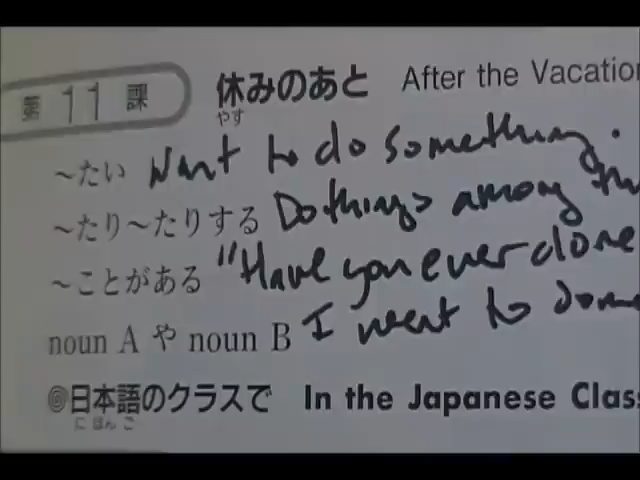 第11課 休みのあと After the Vacation
やす
~たい Want to do something.
~たり~たりする Do things among th
~ことがある "Have you ever done
noun A や noun B I went to
@日本語のクラスで In the Japanese Clas
にほんご